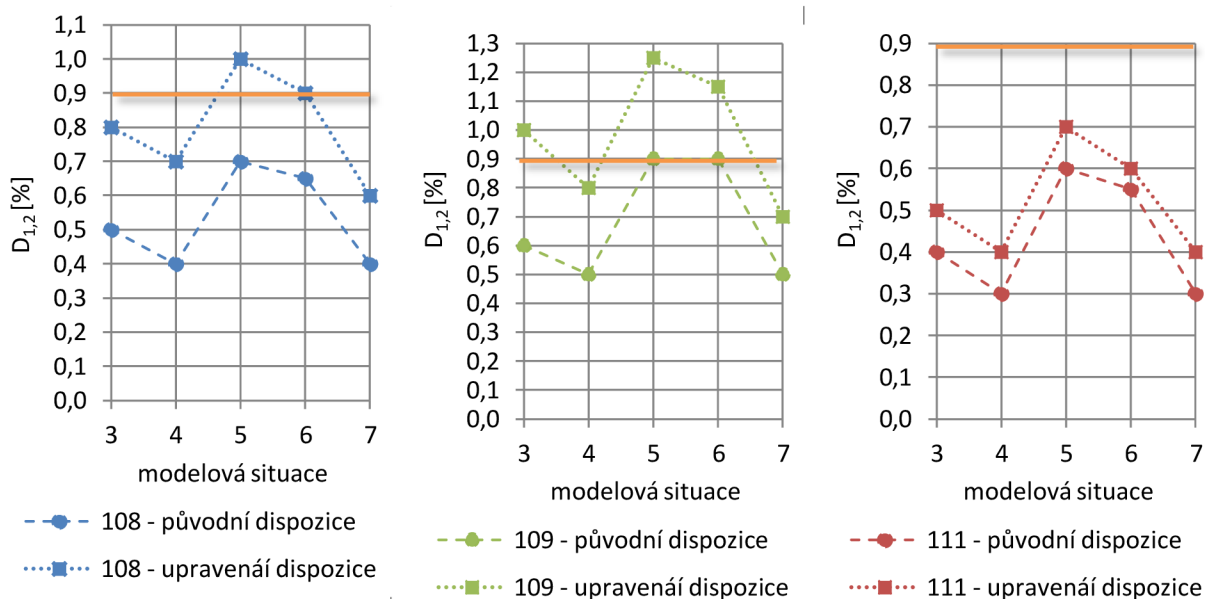 D1,2 [%]
1,1
1,0
0,9
0,8
0,7
0,6
0,5
0,4
0,3
0,2
0,1
0,0
3 4 5 6 7
modelová situace
108 - původní dispozice
108 - upravenáí dispozice
D1,2 [%]
1,3
1,2
1,1
1,0
0,9
0,8
0,7
0,6
0,5
0,4
0,3
0,2
0,1
0,0
3 4 5 6 7
modelová situace
109 - původní dispozice
109 - upravenáí dispozice
D1,2 [%]
0,9
0,8
0,7
0,6
0,5
0,4
0,3
0,2
0,1
0,0
3 4 5 6 7
modelová situace
111 - původní dispozice
111 - upravenáí dispozice